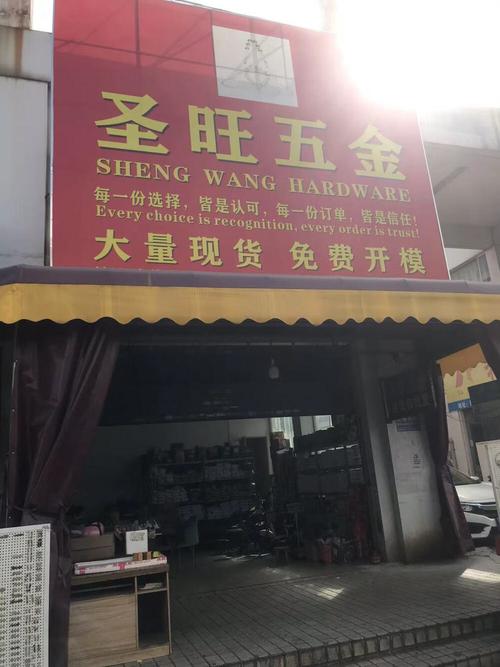 圣旺五金
SHENG WANG HARDWARE
每一份选择，皆是认可，每一份订单，皆是信任！
Every choice is recognition, every order is trust!
大量现货 免费开模